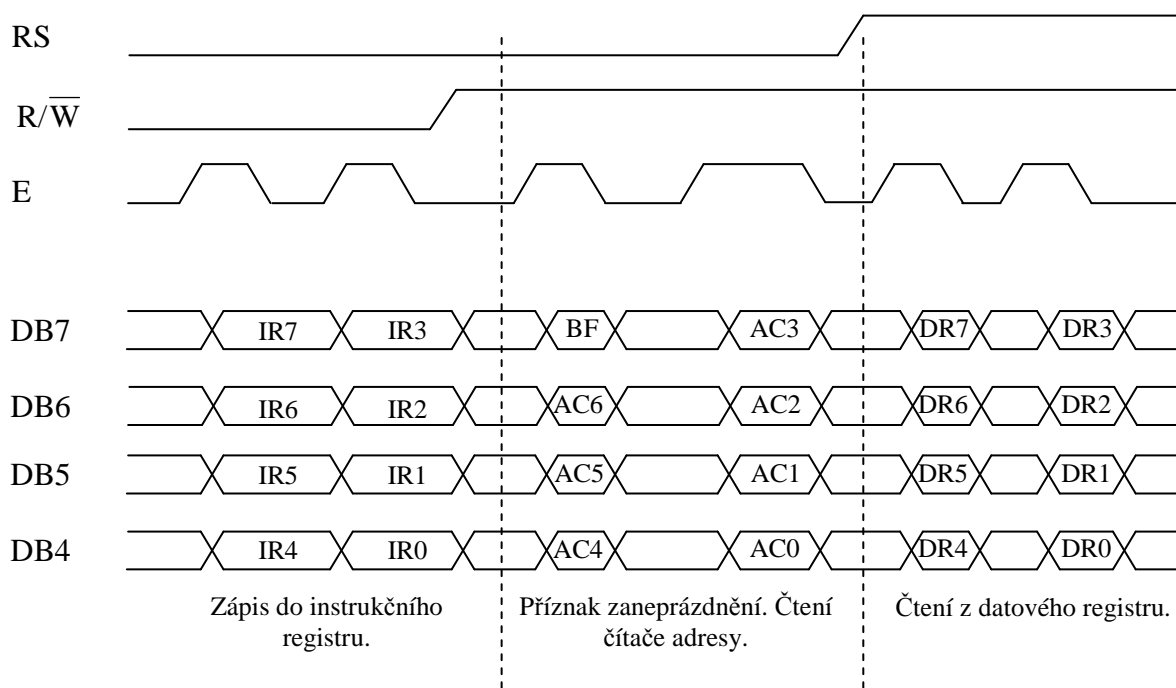 RS
R/W̅
E
DB7 IR7 IR3 BF AC3 DR7 DR3
DB6 IR6 IR2 AC6 AC2 DR6 DR2
DB5 IR5 IR1 AC5 AC1 DR5 DR1
DB4 IR4 IR0 AC4 AC0 DR4 DR0
Zápis do instrukčního
registru.
Příznak zaneprázdnění. Čtení
čítače adresy.
Čtení z datového registru.